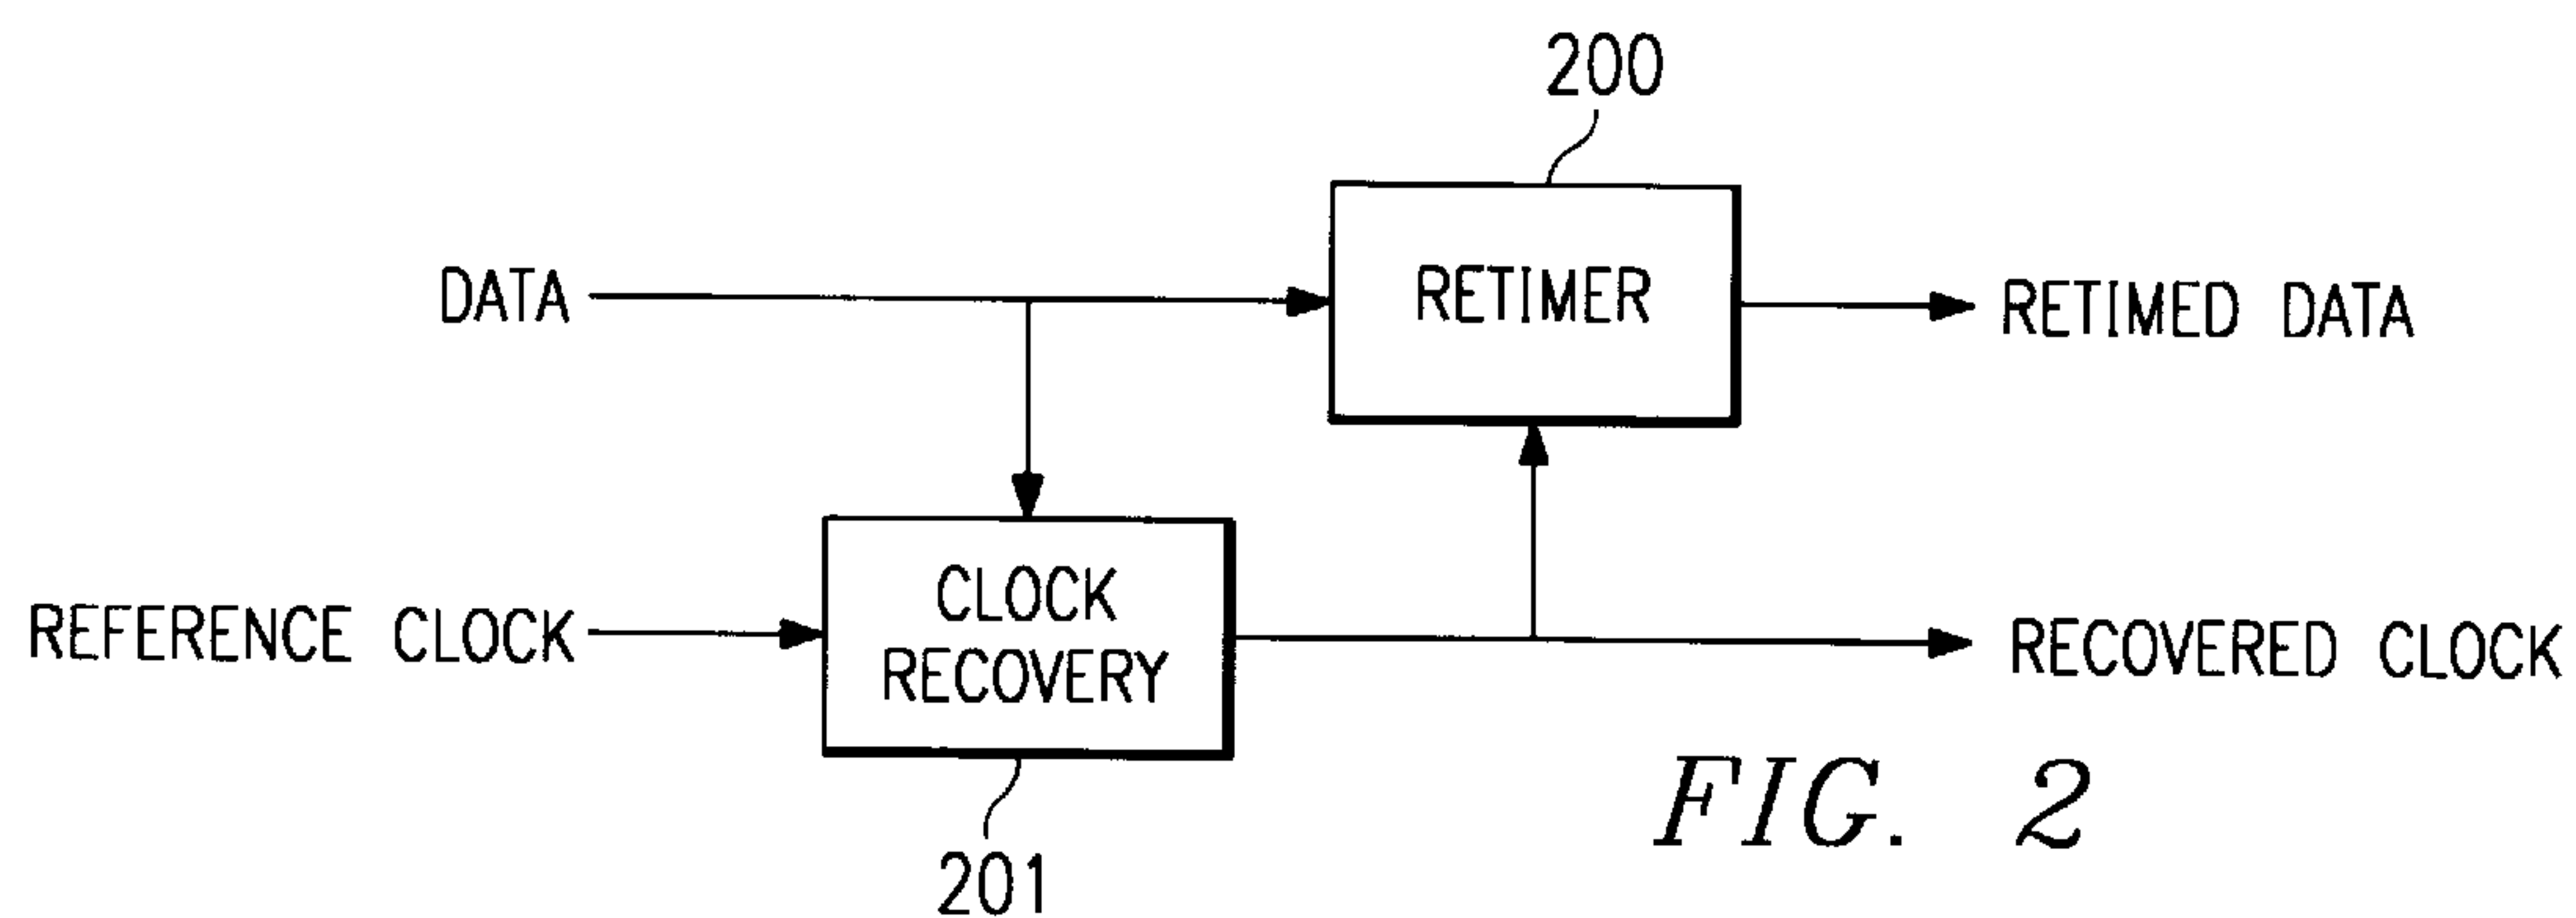 200
DATA
RETIMER
RETIMED DATA
REFERENCE CLOCK
CLOCK
RECOVERY
RECOVERED CLOCK
201
FIG. 2